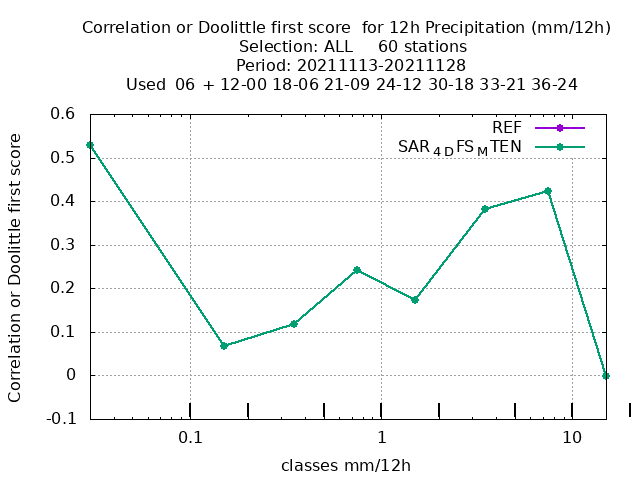 Correlation or Doolittle first score  for 12h Precipitation (mm/12h)
Selection: ALL     60 stations
Period: 20211113-20211128
Used  06 + 12-00 18-06 21-09 24-12 30-18 33-21 36-24
REF
SAR4DFSMTEN
Correlation or Doolittle first score
0.6
0.5
0.4
0.3
0.2
0.1
0
-0.1
0.1 1 10
classes mm/12h